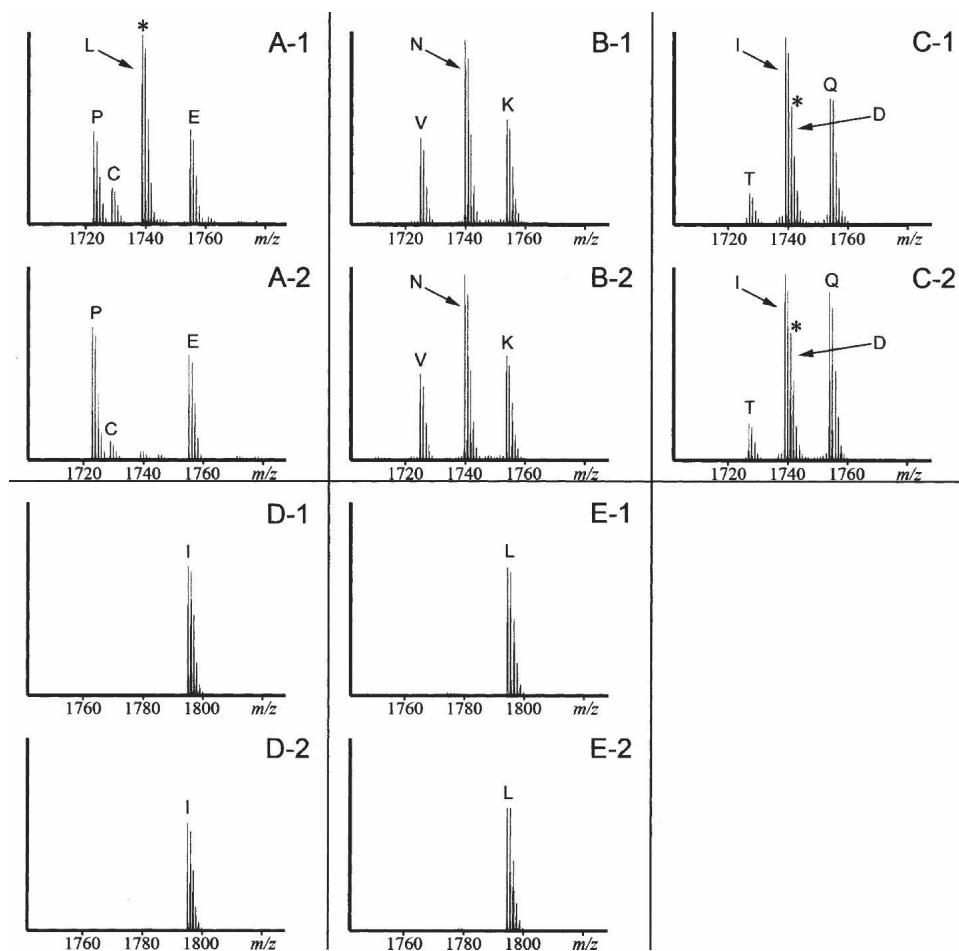 * A-1
L
P E
C
1720 1740 1760 m/z
N B-1
V K
1720 1740 1760 m/z
I C-1
Q
* D
T
1720 1740 1760 m/z
A-2
P
E
C
1720 1740 1760 m/z
N B-2
V K
1720 1740 1760 m/z
I Q C-2
* D
T
1720 1740 1760 m/z
D-1
I
1760 1780 1800 m/z
E-1
L
1760 1780 1800 m/z
D-2
I
1760 1780 1800 m/z
E-2
L
1760 1780 1800 m/z